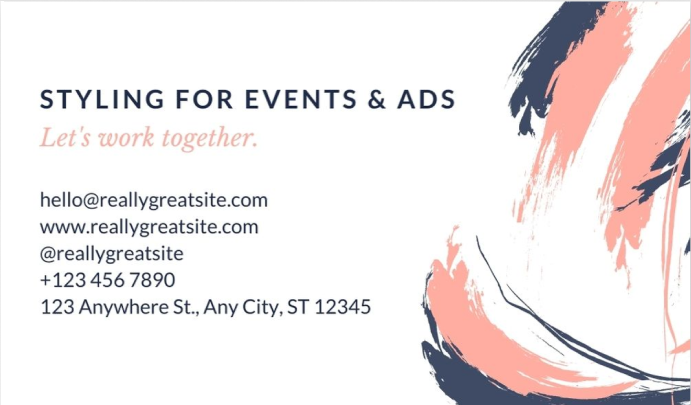 STYLING FOR EVENTS & ADS
Let's work together.
hello@reallygreatsite.com
www.reallygreatsite.com
@reallygreatsite
+123 456 7890
123 Anywhere St., Any City, ST 12345